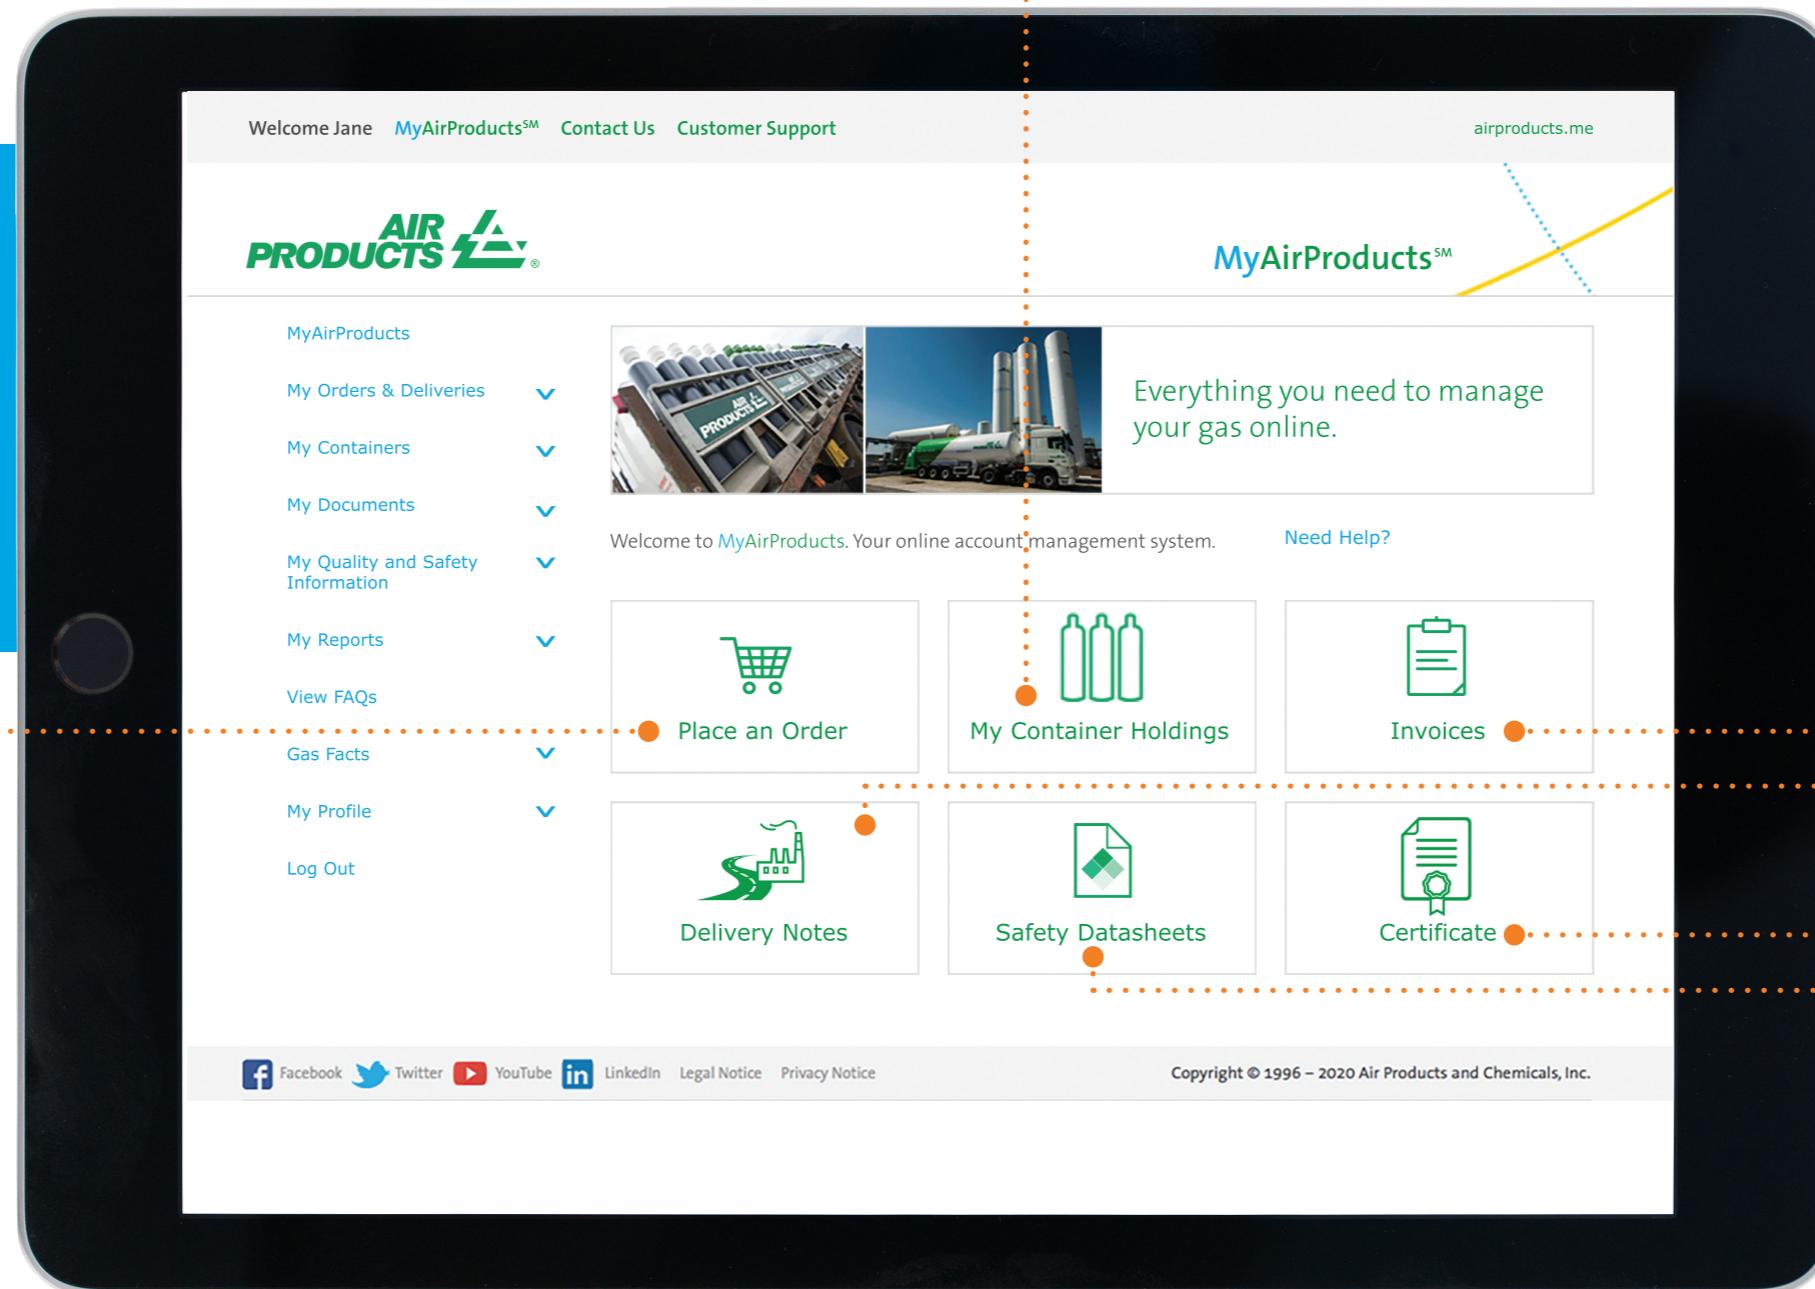 Welcome Jane MyAirProducts℠ Contact Us Customer Support airproducts.me
AIR
PRODUCTS ®
MyAirProducts℠
MyAirProducts
My Orders & Deliveries
My Containers
My Documents
My Quality and Safety
Information
My Reports
View FAQs
Gas Facts
My Profile
Log Out
AIR
PRODUCTS
Everything you need to manage
your gas online.
Welcome to MyAirProducts. Your online account management system.
Need Help?
Place an Order
My Container Holdings
Invoices
Delivery Notes
Safety Datasheets
Certificate
Facebook Twitter YouTube LinkedIn Legal Notice Privacy Notice
Copyright © 1996 – 2020 Air Products and Chemicals, Inc.